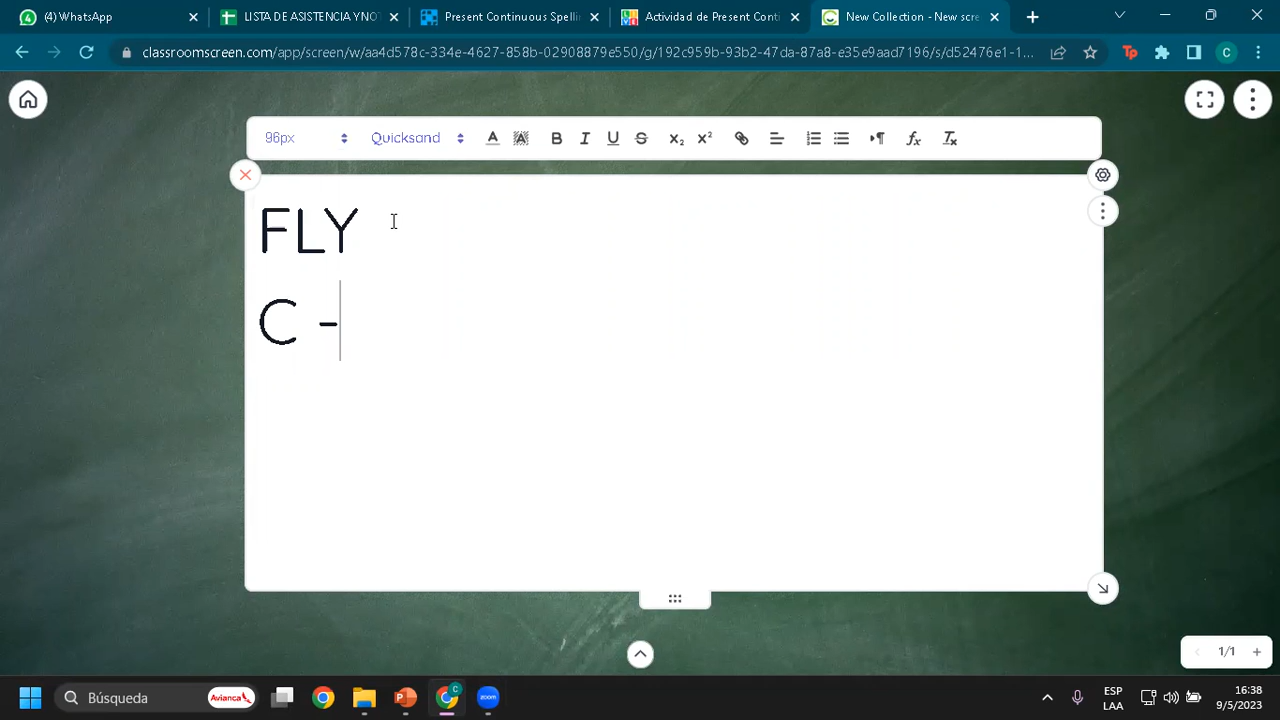 (4) WhatsApp
LISTA DE ASISTENCIA Y NOT
Present Continuous Spelli
Actividad de Present Conti
New Collection - New scre
classroomscreen.com/app/screen/w/aa4d578c-334e-4627-858b-02908879e550/g/192c959b-93b2-47da-87a8-e35e9aad7196/s/d52476e1-1...
C
96px
Quicksand
FLY
C -
1/1
Búsqueda
Avianca
zoom
ESP
LAA
16:38
9/5/2023